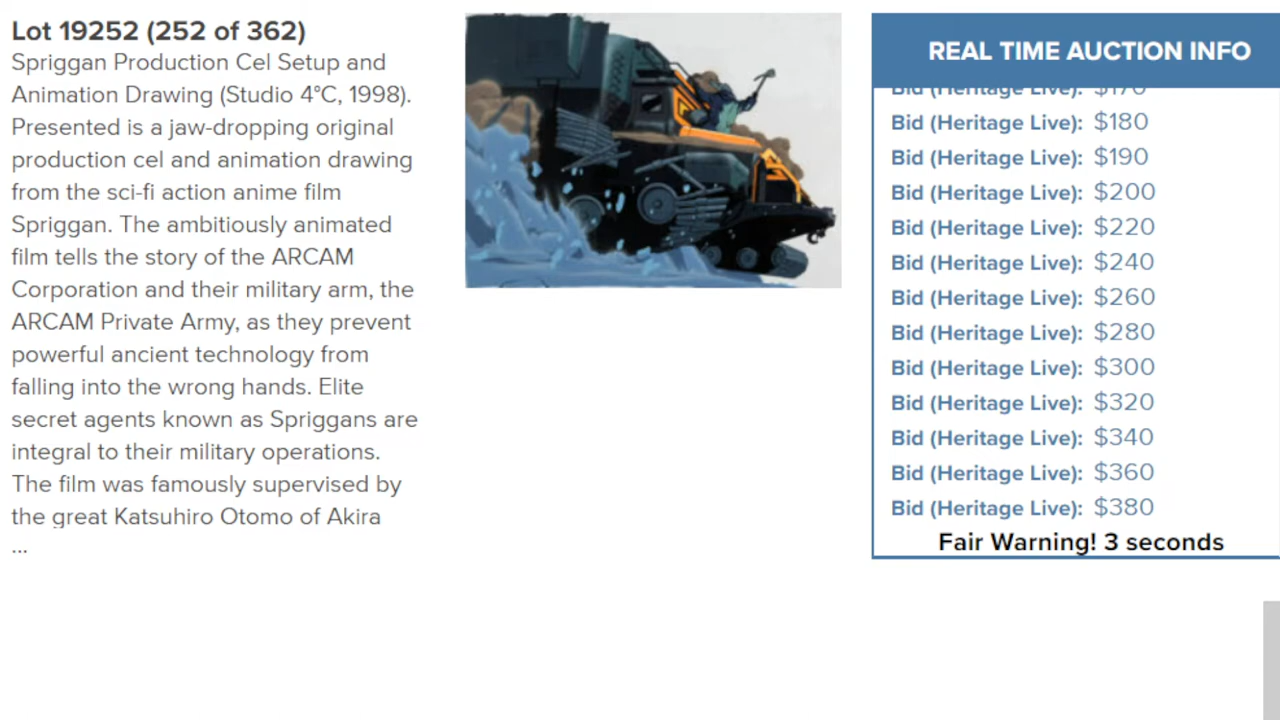 Lot 19252 (252 of 362)
Spriggan Production Cel Setup and
Animation Drawing (Studio 4°C, 1998).
Presented is a jaw-dropping original
production cel and animation drawing
from the sci-fi action anime film
Spriggan. The ambitiously animated
film tells the story of the ARCAM
Corporation and their military arm, the
ARCAM Private Army, as they prevent
powerful ancient technology from
falling into the wrong hands. Elite
secret agents known as Spriggans are
integral to their military operations.
The film was famously supervised by
the great Katsuhiro Otomo of Akira
...
REAL TIME AUCTION INFO
Bid (Heritage Live): $170
Bid (Heritage Live): $180
Bid (Heritage Live): $190
Bid (Heritage Live): $200
Bid (Heritage Live): $220
Bid (Heritage Live): $240
Bid (Heritage Live): $260
Bid (Heritage Live): $280
Bid (Heritage Live): $300
Bid (Heritage Live): $320
Bid (Heritage Live): $340
Bid (Heritage Live): $360
Bid (Heritage Live): $380
Fair Warning! 3 seconds